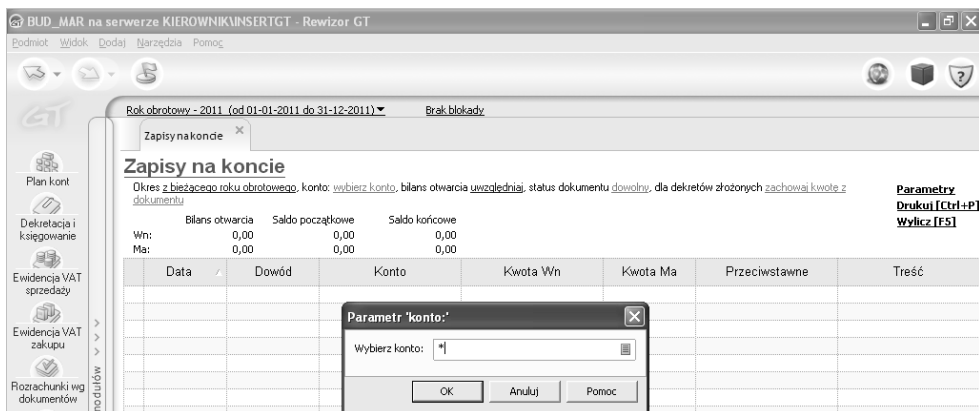 BUD_MAR na serwerze KIEROWNIK\INSERTGT - Rewizor GT
Podmiot Widok Dodaj Narzędzia Pomoc
GT
Rok obrotowy - 2011 (od 01-01-2011 do 31-12-2011)
Brak blokady
Zapisy na koncie
Zapisy na koncie
Okres z bieżącego roku obrotowego, konto: wybierz konto, bilans otwarcia uwzględniaj, status dokumentu dowolny, dla dekretów złożonych zachowaj kwotę z
dokumentu
Parametry
Drukuj [Ctrl+P]
Wylicz [F5]
Bilans otwarcia Saldo początkowe Saldo końcowe
Wn: 0,00 0,00 0,00
Ma: 0,00 0,00 0,00
Data Dowód Konto Kwota Wn Kwota Ma Przeciwstawne Treść
Plan kont
Dekretacja i
księgowanie
Ewidencja VAT
sprzedaży
Ewidencja VAT
zakupu
Rozrachunki wg
dokumentów
modułów > > >
Parametr 'konto:'
Wybierz konto: *
OK Anuluj Pomoc